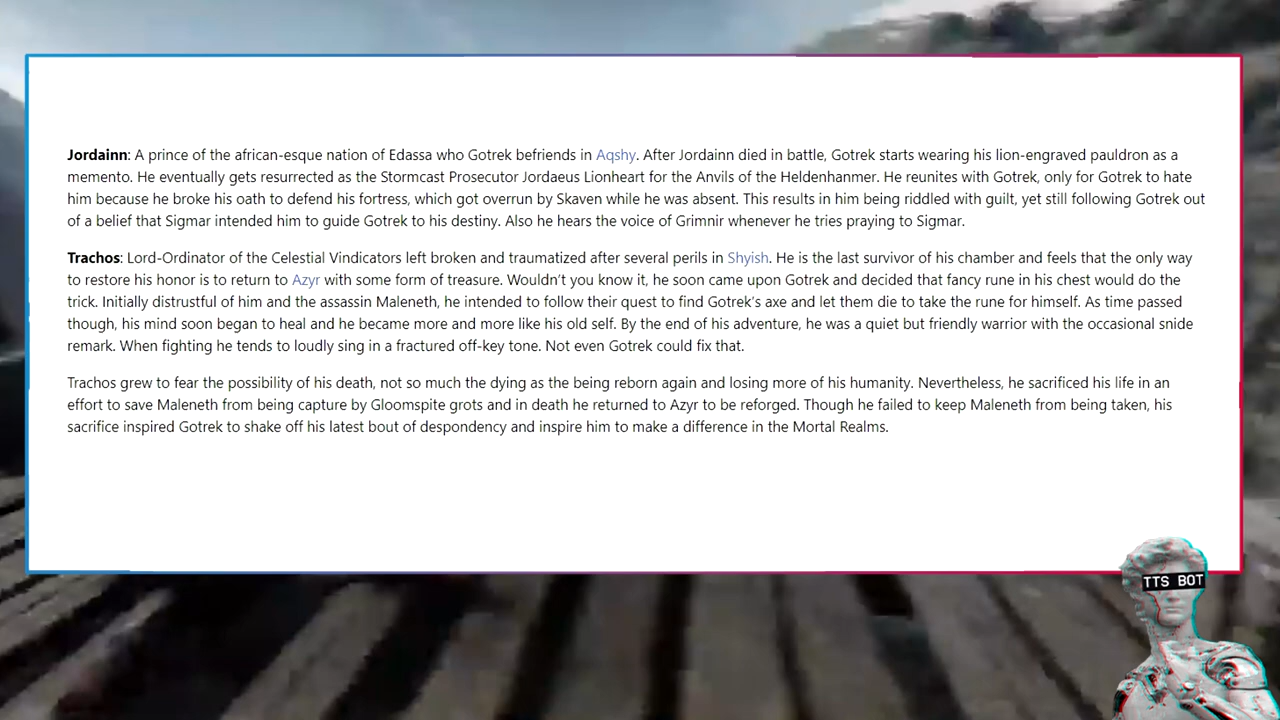 Jordainn: A prince of the african-esque nation of Edassa who Gotrek befriends in Aqshy. After Jordainn died in battle, Gotrek starts wearing his lion-engraved pauldron as a
memento. He eventually gets resurrected as the Stormcast Prosecutor Jordaeus Lionheart for the Anvils of the Heldenhanmer. He reunites with Gotrek, only for Gotrek to hate
him because he broke his oath to defend his fortress, which got overrun by Skaven while he was absent. This results in him being riddled with guilt, yet still following Gotrek out
of a belief that Sigmar intended him to guide Gotrek to his destiny. Also he hears the voice of Grimnir whenever he tries praying to Sigmar.
Trachos: Lord-Ordinator of the Celestial Vindicators left broken and traumatized after several perils in Shyish. He is the last survivor of his chamber and feels that the only way
to restore his honor is to return to Azyr with some form of treasure. Wouldn't you know it, he soon came upon Gotrek and decided that fancy rune in his chest would do the
trick. Initially distrustful of him and the assassin Maleneth, he intended to follow their quest to find Gotrek's axe and let them die to take the rune for himself. As time passed
though, his mind soon began to heal and he became more and more like his old self. By the end of his adventure, he was a quiet but friendly warrior with the occasional snide
remark. When fighting he tends to loudly sing in a fractured off-key tone. Not even Gotrek could fix that.
Trachos grew to fear the possibility of his death, not so much the dying as the being reborn again and losing more of his humanity. Nevertheless, he sacrificed his life in an
effort to save Maleneth from being capture by Gloomspite grots and in death he returned to Azyr to be reforged. Though he failed to keep Maleneth from being taken, his
sacrifice inspired Gotrek to shake off his latest bout of despondency and inspire him to make a difference in the Mortal Realms.
TTS BOT